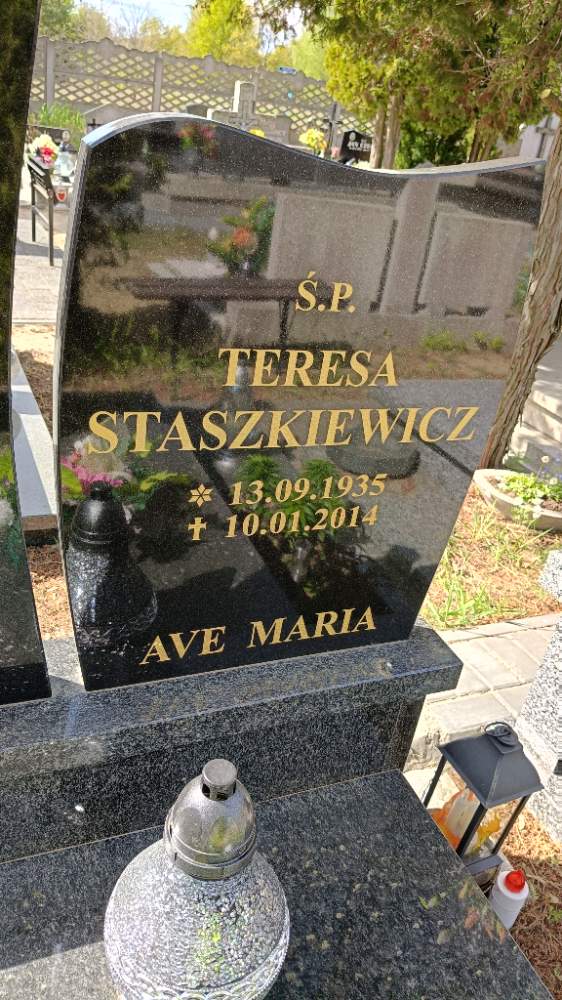 Ś.P.
TERESA
STASZKIEWICZ
✲ 13.09.1935
✝ 10.01.2014
AVE MARIA